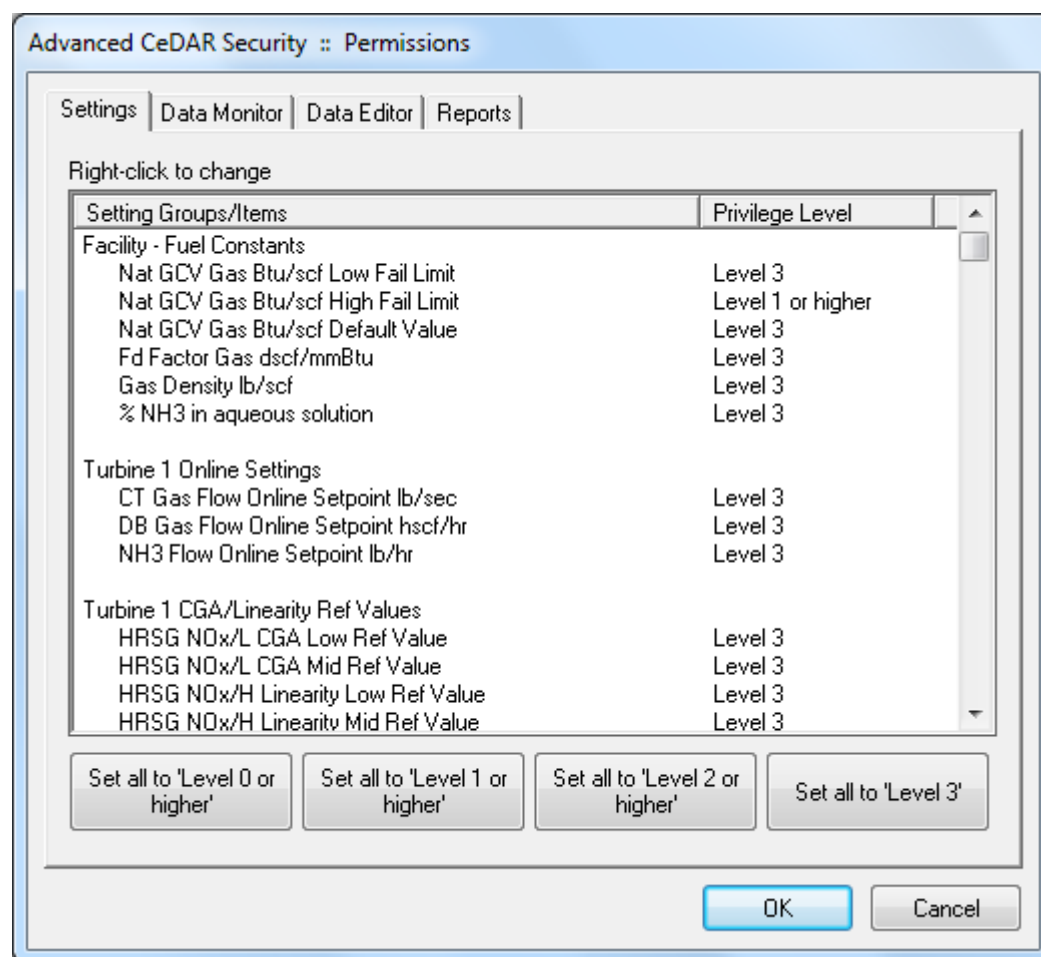 Advanced CeDAR Security :: Permissions
Settings Data Monitor Data Editor Reports
Right-click to change
Setting Groups/Items Privilege Level
Facility - Fuel Constants
Nat GCV Gas Btu/scf Low Fail Limit Level 3
Nat GCV Gas Btu/scf High Fail Limit Level 1 or higher
Nat GCV Gas Btu/scf Default Value Level 3
Fd Factor Gas dscf/mmBtu Level 3
Gas Density lb/scf Level 3
% NH3 in aqueous solution Level 3
Turbine 1 Online Settings
CT Gas Flow Online Setpoint lb/sec Level 3
DB Gas Flow Online Setpoint hscf/hr Level 3
NH3 Flow Online Setpoint lb/hr Level 3
Turbine 1 CGA/Linearity Ref Values
HRSG NOx/L CGA Low Ref Value Level 3
HRSG NOx/L CGA Mid Ref Value Level 3
HRSG NOx/H Linearity Low Ref Value Level 3
HRSG NOx/H Linearity Mid Ref Value Level 3
Set all to 'Level 0 or higher'
Set all to 'Level 1 or higher'
Set all to 'Level 2 or higher'
Set all to 'Level 3'
OK Cancel